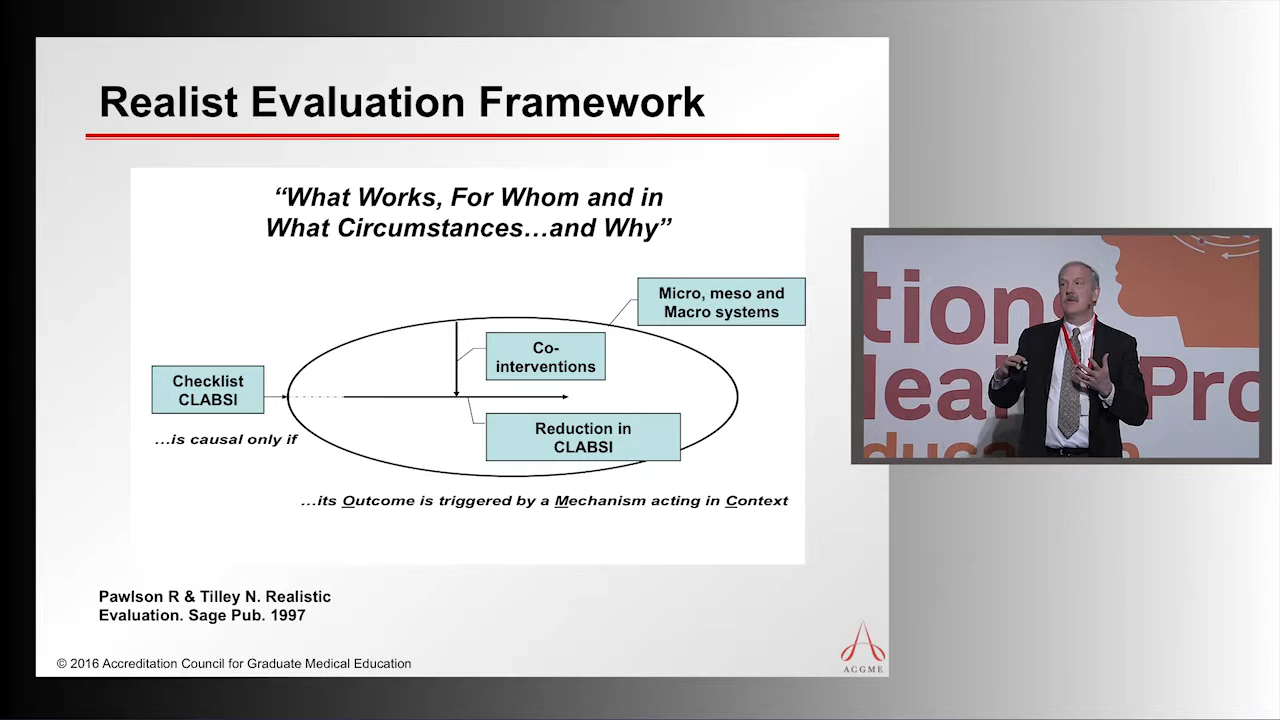 Realist Evaluation Framework
“What Works, For Whom and in
What Circumstances…and Why”
Micro, meso and
Macro systems
Co-
interventions
Checklist
CLABSI
Reduction in
CLABSI
…is causal only if
…its Outcome is triggered by a Mechanism acting in Context
Pawlson R & Tilley N. Realistic
Evaluation. Sage Pub. 1997
© 2016 Accreditation Council for Graduate Medical Education
ACGME
tions
Pro